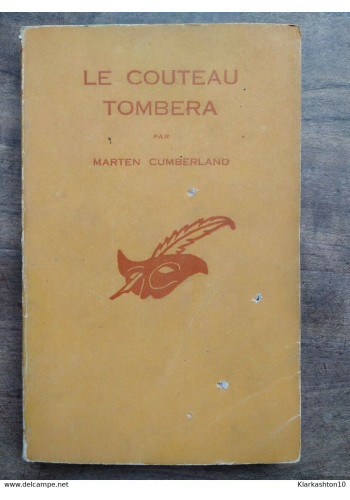 LE COUTEAU
TOMBERA
PAR
MARTEN CUMBERLAND
www.delcampe.net
Klarkashton10